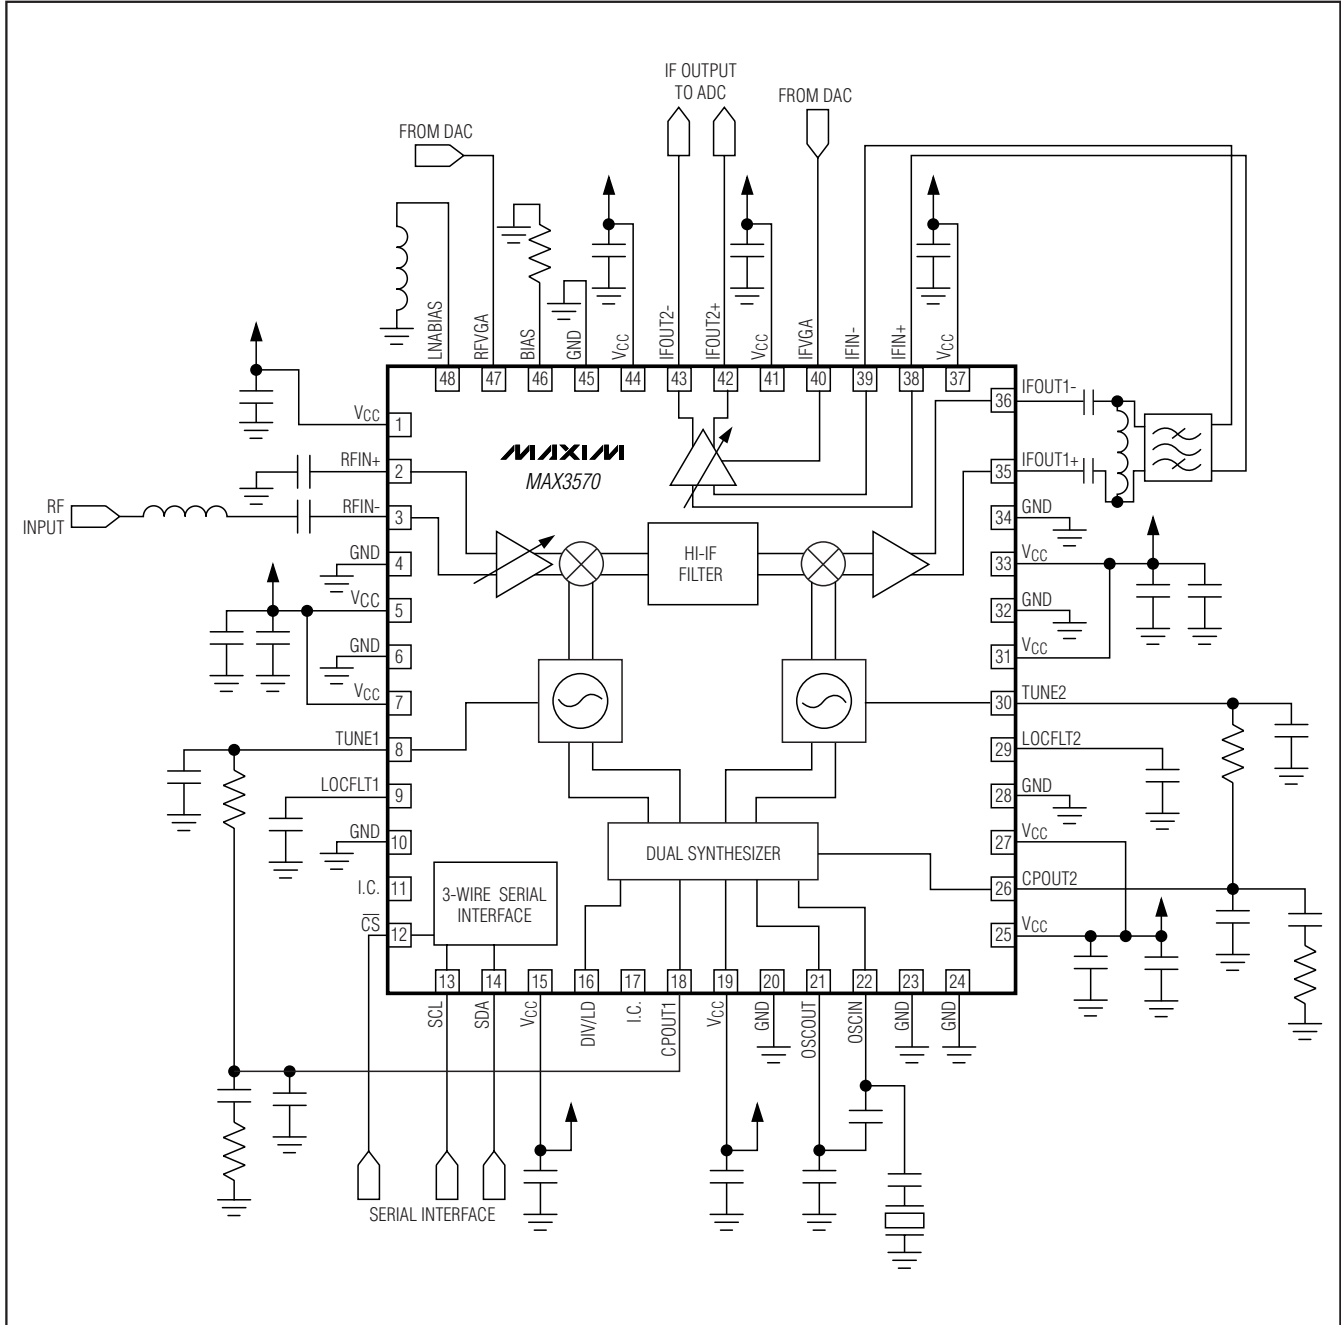 IF OUTPUT
TO ADC
FROM DAC
FROM DAC
LNABIAS
RFVGA
BIAS
GND
VCC
IFOUT2-
IFOUT2+
VCC
IFVGA
IFIN-
IFIN+
VCC
48
47
46
45
44
43
42
41
40
39
38
37
VCC
1
RFIN+
2
RF
INPUT
RFIN-
3
GND
4
VCC
5
GND
6
VCC
7
TUNE1
8
LOCFLT1
9
GND
10
I.C.
11
CS
12
MAXIM
MAX3570
HI-IF
FILTER
DUAL SYNTHESIZER
3-WIRE SERIAL
INTERFACE
36
IFOUT1-
35
IFOUT1+
34
GND
33
VCC
32
GND
31
VCC
30
TUNE2
29
LOCFLT2
28
GND
27
VCC
26
CPOUT2
25
VCC
13
14
15
16
17
18
19
20
21
22
23
24
SCL
SDA
VCC
DIV/LD
I.C.
CPOUT1
VCC
GND
OSCOUT
OSCIN
GND
GND
SERIAL INTERFACE